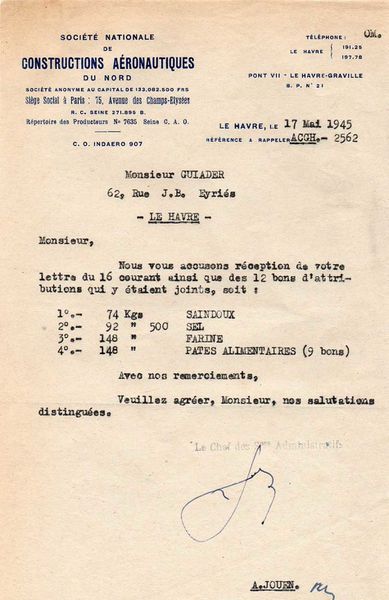 SOCIÉTÉ NATIONALE
DE
CONSTRUCTIONS AÉRONAUTIQUES
DU NORD
SOCIÉTÉ ANONYME AU CAPITAL DE 133.082.500 FRS
Siège Social à Paris : 75, Avenue des Champs-Elysées
R. C. SEINE 271.895 B.
Répertoire des Producteurs N° 7635 Seine C. A. O.
C. O. INDAERO 907
TÉLÉPHONE :
LE HAVRE { 191.25
197.78
PONT VII - LE HAVRE-GRAVILLE
B. P. N° 21
LE HAVRE, LE 17 Mai 1945
RÉFÉRENCE A RAPPELER ACGH.- 2562
Monsieur GUIADER
62, Rue J.B. Eyriés
- LE HAVRE -
Monsieur,
Nous vous accusons réception de votre
lettre du 16 courant ainsi que des 12 bons d'attri-
butions qui y étaient joints, soit :
1°.- 74 Kgs SAINDOUX
2°.- 92 " 500 SEL
3°.- 148 " FARINE
4°.- 148 " PATES ALIMENTAIRES (9 bons)
Avec nos remerciements,
Veuillez agréer, Monsieur, nos salutations
distinguées.
Le Chef des Administratifs
A.JOUEN.